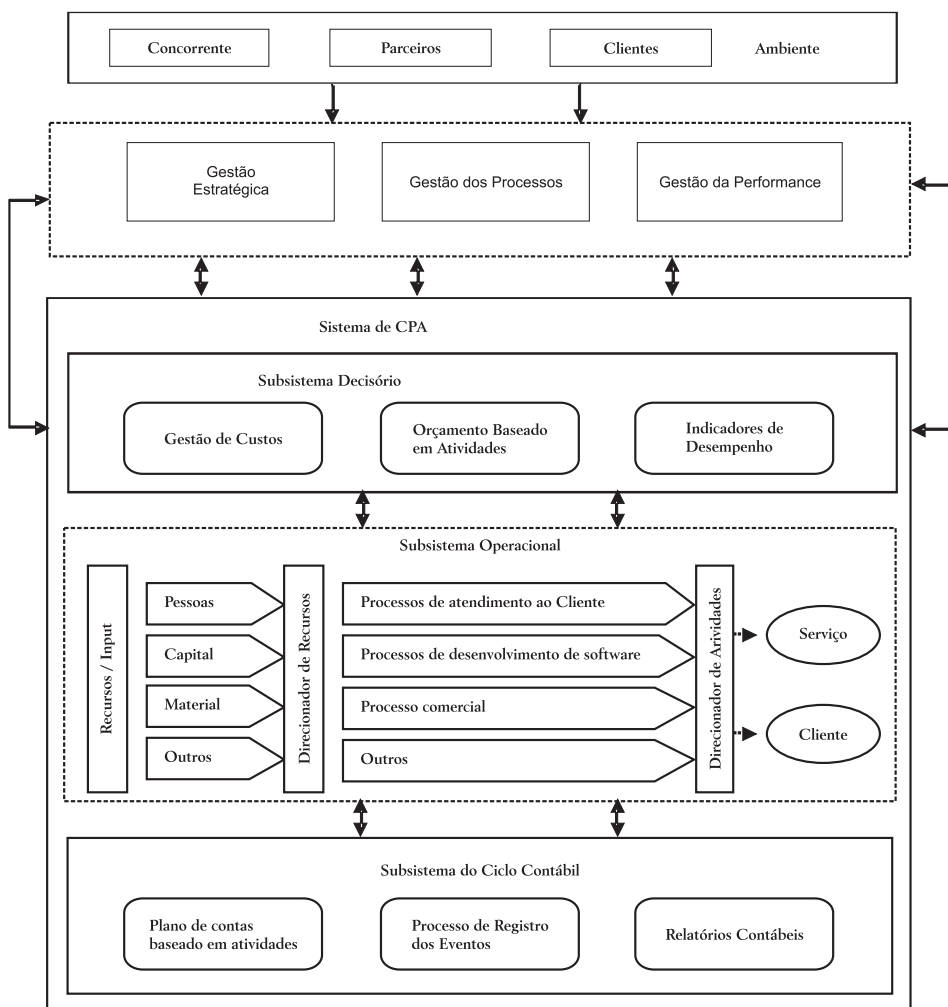 Concorrente
Parceiros
Clientes
Ambiente
Gestão
Estratégica
Gestão dos Processos
Gestão da Performance
Sistema de CPA
Subsistema Decisório
Gestão de Custos
Orçamento Baseado
em Atividades
Indicadores de
Desempenho
Subsistema Operacional
Recursos / Input
Pessoas
Capital
Material
Outros
Direcionador de Recursos
Processos de atendimento ao Cliente
Processos de desenvolvimento de software
Processo comercial
Outros
Direcionador de Arividades
Serviço
Cliente
Subsistema do Ciclo Contábil
Plano de contas
baseado em atividades
Processo de Registro
dos Eventos
Relatórios Contábeis